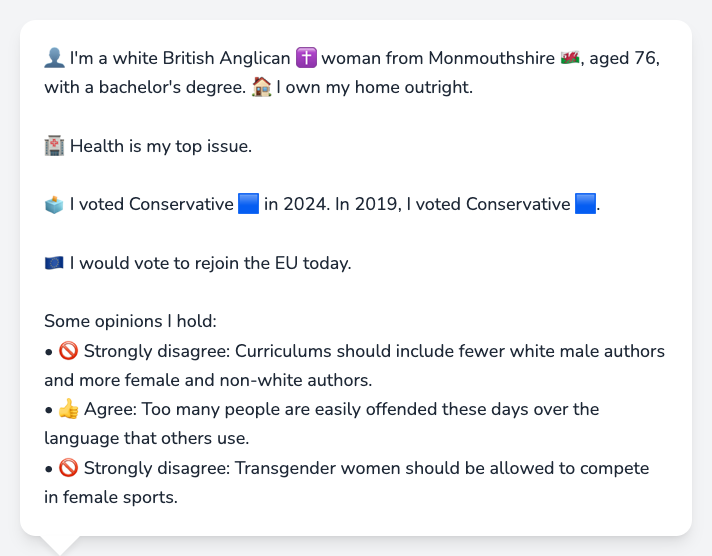 👤 I'm a white British Anglican ✝️ woman from Monmouthshire 🏴󠁧󠁢󠁷󠁬󠁳󠁿, aged 76,
with a bachelor's degree. 🏠 I own my home outright.
🏥 Health is my top issue.
🗳️ I voted Conservative 🟦 in 2024. In 2019, I voted Conservative 🟦.
🇪🇺 I would vote to rejoin the EU today.
Some opinions I hold:
• 🚫 Strongly disagree: Curriculums should include fewer white male authors
and more female and non-white authors.
• 👍 Agree: Too many people are easily offended these days over the
language that others use.
• 🚫 Strongly disagree: Transgender women should be allowed to compete
in female sports.